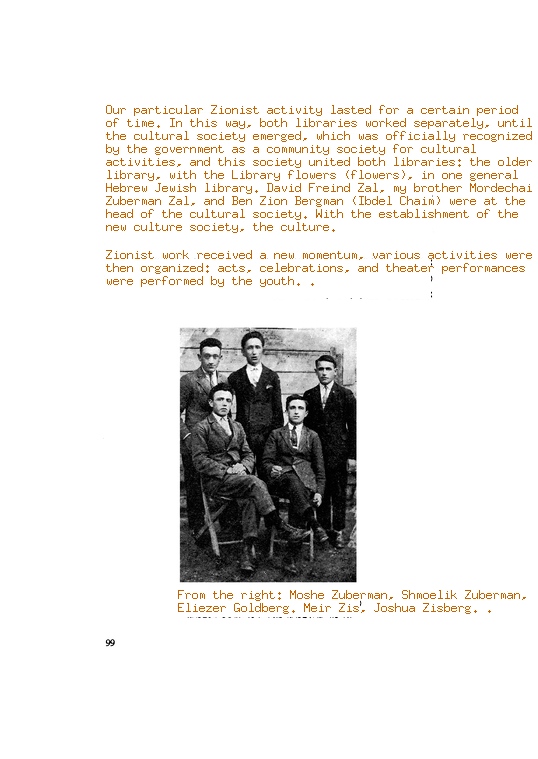 Our particular Zionist activity lasted for a certain period
of time. In this way, both libraries worked separately, until
the cultural society emerged, which was officially recognized
by the government as a community society for cultural
activities, and this society united both libraries: the older
library, with the Library flowers (flowers), in one general
Hebrew Jewish library. David Freind Zal, my brother Mordechai
Zuberman Zal, and Ben Zion Bergman (Ibdel Chaim) were at the
head of the cultural society. With the establishment of the
new culture society, the culture.
Zionist work received a new momentum, various activities were
then organized: acts, celebrations, and theater performances
were performed by the youth. .
From the right: Moshe Zuberman, Shmoelik Zuberman,
Eliezer Goldberg. Meir Zis, Joshua Zisberg. .
99